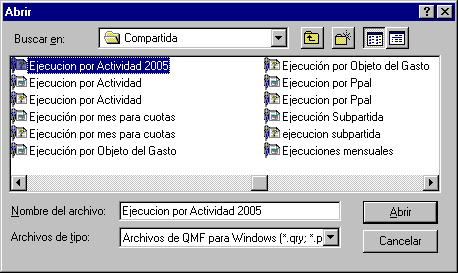 Abrir
Buscar en: Compartida
Ejecucion por Actividad 2005
Ejecucion por Actividad
Ejecucion por Actividad
Ejecución por mes para cuotas
Ejecución por mes para cuotas
Ejecución por Objeto del Gasto
Ejecución por Objeto del Gasto
Ejecución por Ppal
Ejecución por Ppal
Ejecución Subpartida
ejecucion subpartida
Ejecuciones mensuales
Nombre del archivo: Ejecucion por Actividad 2005
Abrir
Archivos de tipo: Archivos de QMF para Windows (*.qry; *.p
Cancelar